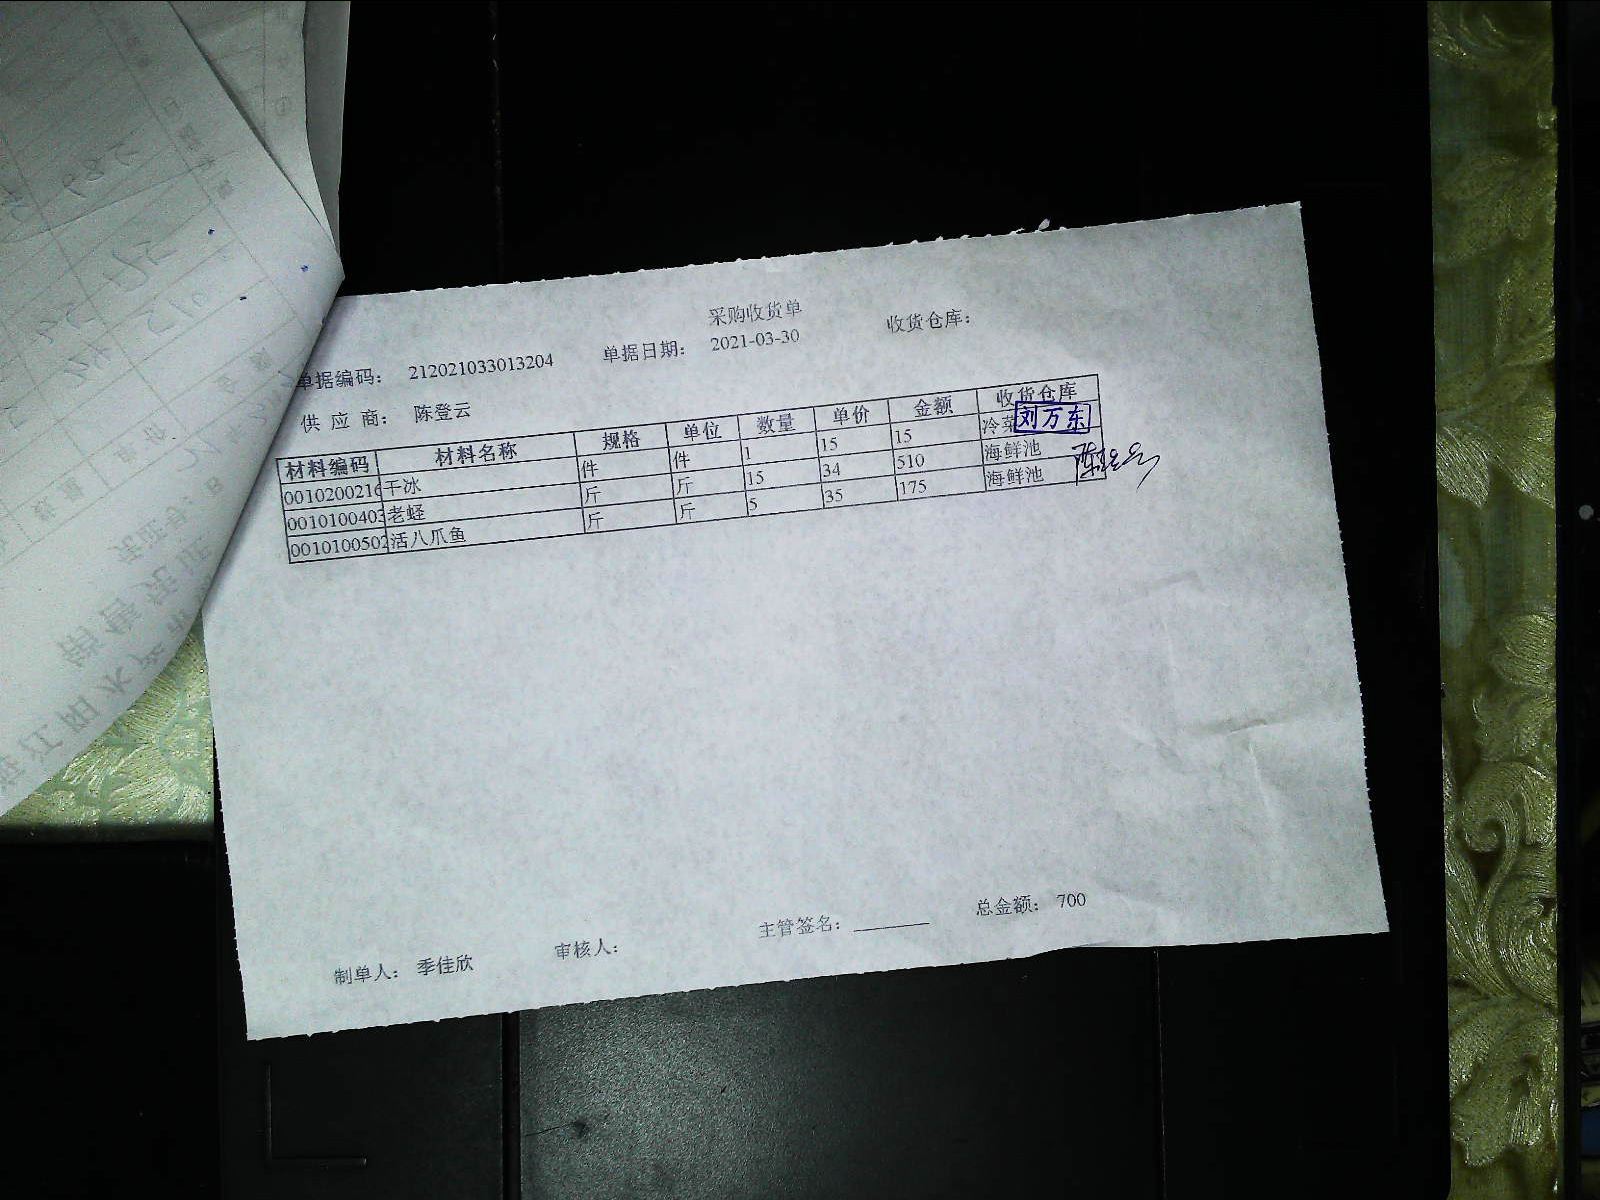 采购收货单
单据编码： 212021033013204 单据日期： 2021-03-30 收货仓库：
供 应 商： 陈登云
材料编码 材料名称 规格 单位 数量 单价 金额 收货仓库
0010200216 干冰 件 件 1 15 15 冷菜 刘万东
001010040 老蛏 斤 斤 15 34 510 海鲜池
001010050 活八爪鱼 斤 斤 5 35 175 海鲜池
制单人： 季佳欣 审核人： 主管签名： 总金额： 700